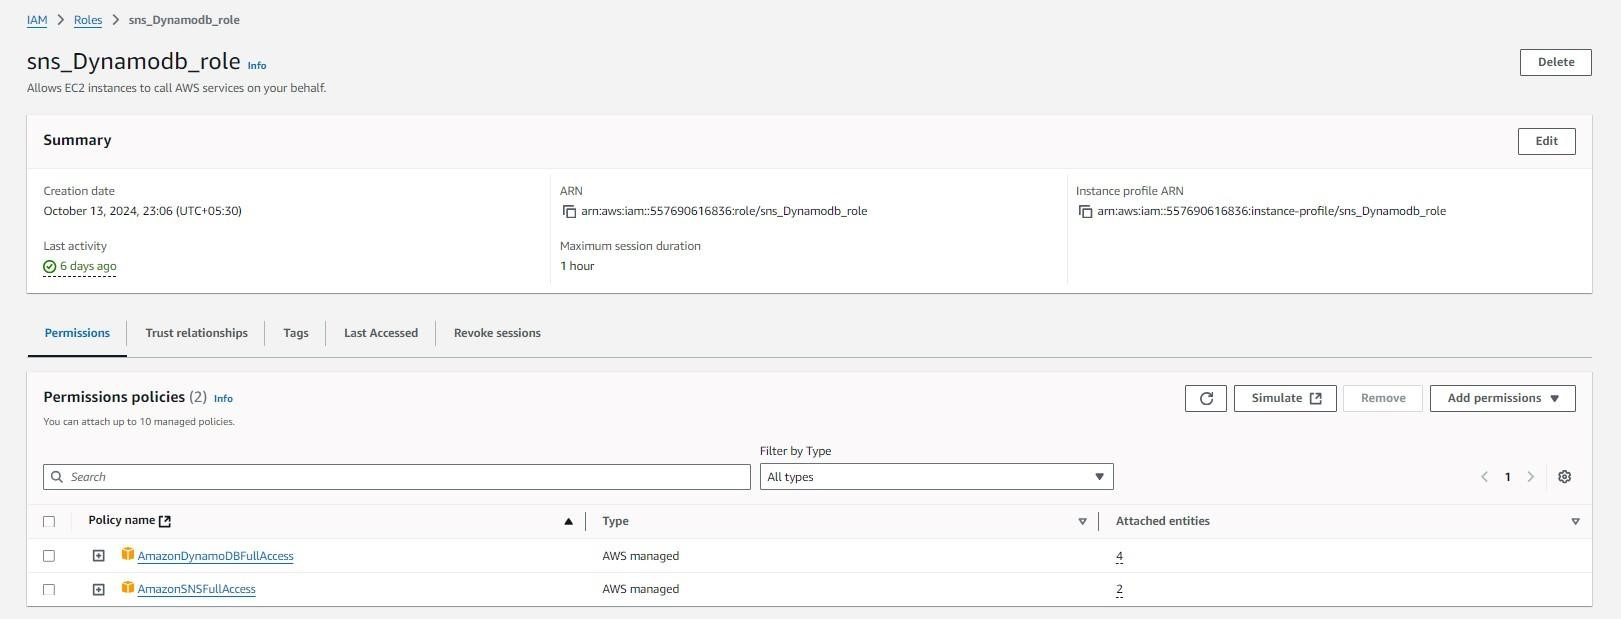 IAM > Roles > sns_Dynamodb_role
sns_Dynamodb_role Info
Delete
Allows EC2 instances to call AWS services on your behalf.
Summary
Edit
Creation date
October 13, 2024, 23:06 (UTC+05:30)
Last activity
6 days ago
ARN
arn:aws:iam::557690616836:role/sns_Dynamodb_role
Maximum session duration
1 hour
Instance profile ARN
arn:aws:iam::557690616836:instance-profile/sns_Dynamodb_role
Permissions Trust relationships Tags Last Accessed Revoke sessions
Permissions policies (2) Info
Simulate Remove Add permissions
You can attach up to 10 managed policies.
Filter by Type
Search All types 1
Policy name Type Attached entities
AmazonDynamoDBFullAccess AWS managed 4
AmazonSNSFullAccess AWS managed 2